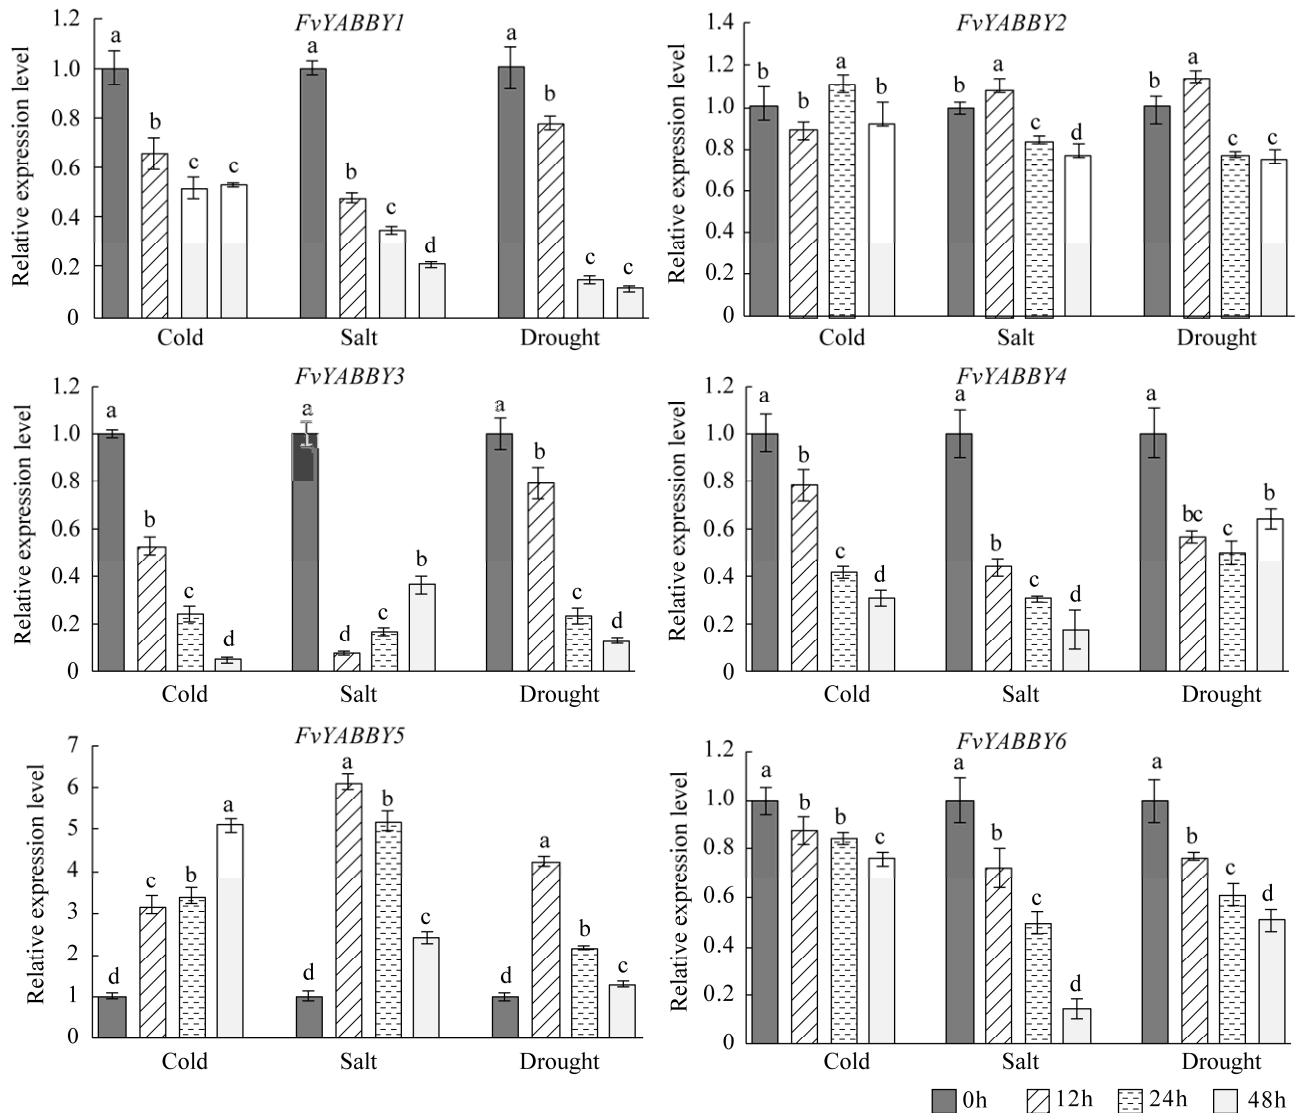 FvYABBY1
Relative expression level
1.2
1.0
0.8
0.6
0.4
0.2
0
a b c c
a b c d
a b c c
Cold Salt Drought
FvYABBY2
Relative expression level
1.4
1.2
1.0
0.8
0.6
0.4
0.2
0
b b a b
b a c d
b a c c
Cold Salt Drought
FvYABBY3
Relative expression level
1.2
1.0
0.8
0.6
0.4
0.2
0
a b c d
a d c b
a b c d
Cold Salt Drought
FvYABBY4
Relative expression level
1.2
1.0
0.8
0.6
0.4
0.2
0
a b c d
a b c d
a bc c b
Cold Salt Drought
FvYABBY5
Relative expression level
7
6
5
4
3
2
1
0
d c b a
d a b c
d a b c
Cold Salt Drought
FvYABBY6
Relative expression level
1.2
1.0
0.8
0.6
0.4
0.2
0
a b b c
a b c d
a b c d
Cold Salt Drought
0h 12h 24h 48h